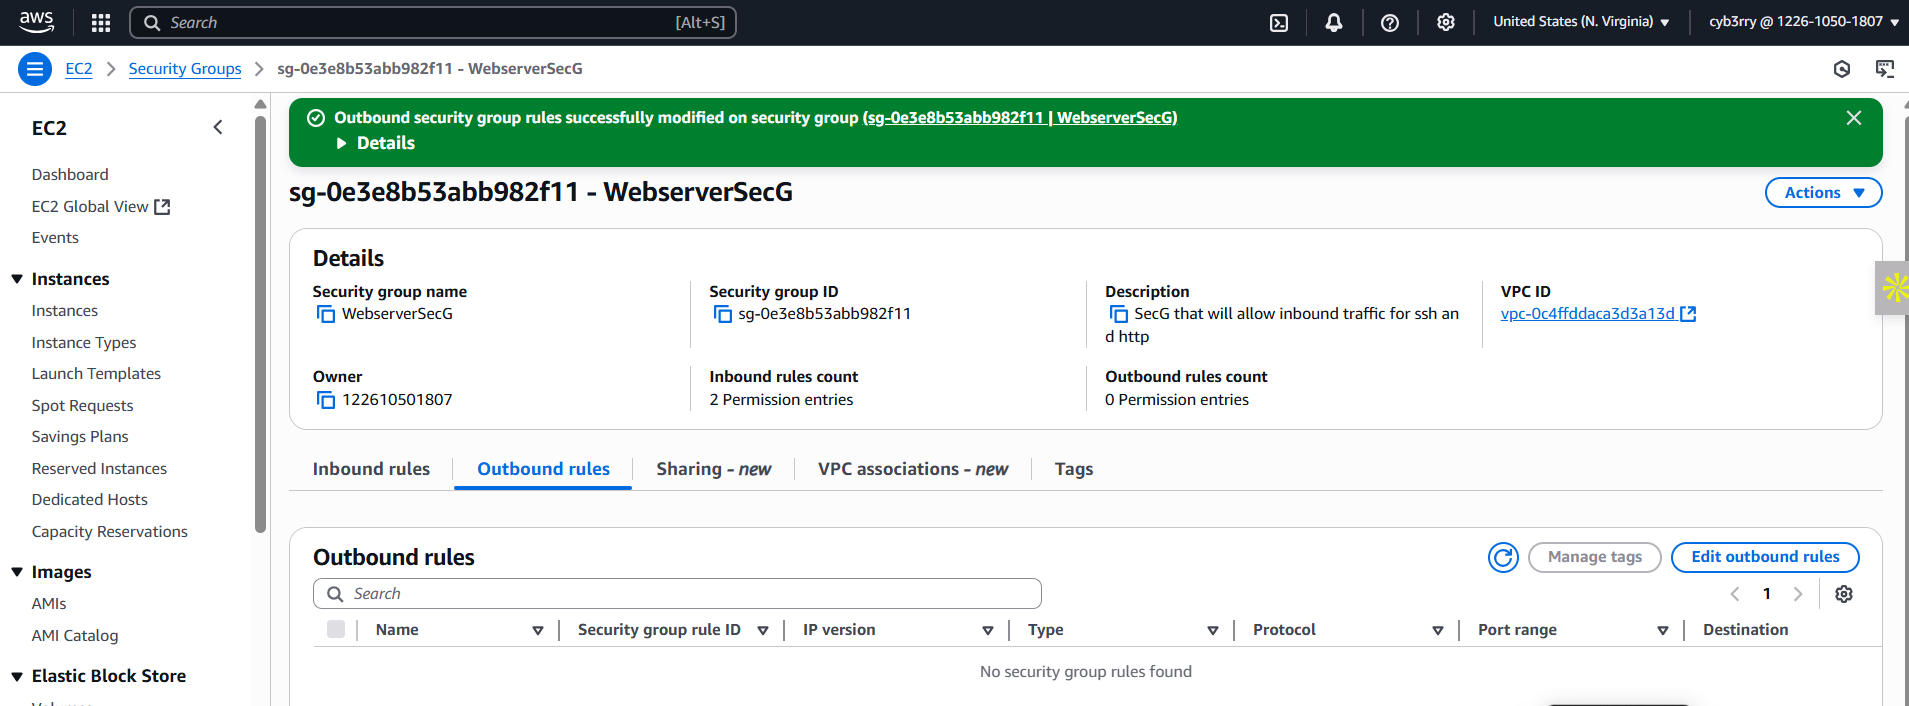 aws
Search
[Alt+S]
United States (N. Virginia)
cyb3rry @ 1226-1050-1807
EC2
Security Groups
sg-0e3e8b53abb982f11 - WebserverSecG
EC2
Dashboard
EC2 Global View
Events
Instances
Instances
Instance Types
Launch Templates
Spot Requests
Savings Plans
Reserved Instances
Dedicated Hosts
Capacity Reservations
Images
AMIs
AMI Catalog
Elastic Block Store
Outbound security group rules successfully modified on security group (sg-0e3e8b53abb982f11 | WebserverSecG)
Details
sg-0e3e8b53abb982f11 - WebserverSecG
Actions
Details
Security group name
WebserverSecG
Security group ID
sg-0e3e8b53abb982f11
Description
SecG that will allow inbound traffic for ssh an
d http
VPC ID
vpc-0c4ffddaca3d3a13d
Owner
122610501807
Inbound rules count
2 Permission entries
Outbound rules count
0 Permission entries
Inbound rules
Outbound rules
Sharing - new
VPC associations - new
Tags
Outbound rules
Manage tags
Edit outbound rules
Search
1
Name
Security group rule ID
IP version
Type
Protocol
Port range
Destination
No security group rules found